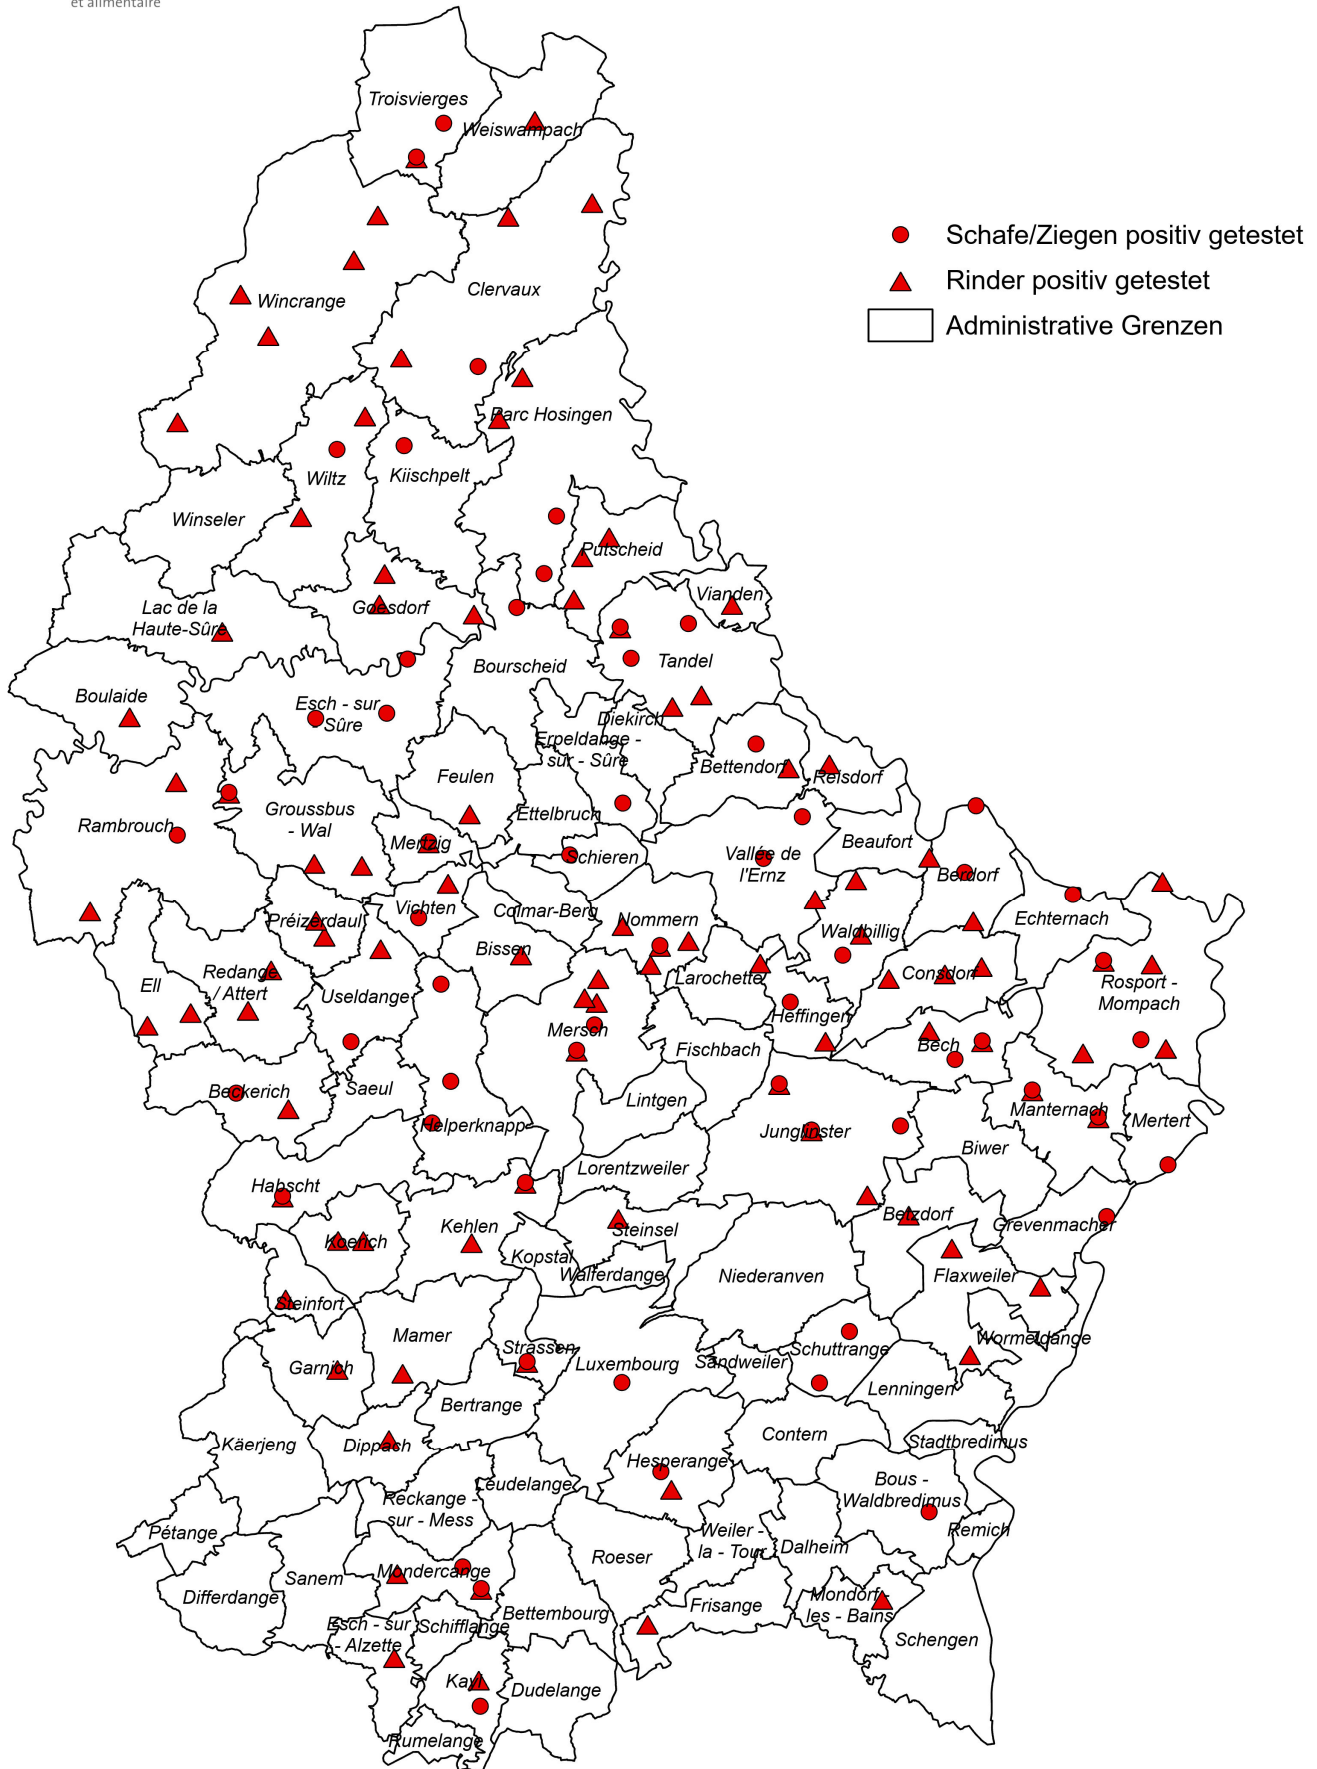 et alimentaire
Troisvierges
Weiswampach
Schafe/Ziegen positiv getestet
Rinder positiv getestet
Administrative Grenzen
Clervaux
Wincrange
Parc Hosingen
Wiltz
Kiischpelt
Winseler
Putscheid
Vianden
Lac de la
Haute-Sûre
Goesdorf
Tandel
Bourscheid
Boulaide
Esch - sur
Sûre
Diekirch
Erpeldange -
sur - Sûre
Bettendorf
Reisdorf
Feulen
Groussbus
- Wal
Rambrouch
Ettelbruck
Mertzig
Schieren
Vallée de
l'Ernz
Beaufort
Berdorf
Vichten
Colmar-Berg
Nommern
Echternach
Préizerdaul
Waldbillig
Bissen
Redange
/ Attert
Ell
Larochette
Consdorf
Rosport -
Mompach
Useldange
Heffingen
Mersch
Fischbach
Bech
Beckerich
Saeul
Lintgen
Manternach
Mertert
Helperknapp
Junglinster
Biwer
Lorentzweiler
Habscht
Betzdorf
Grevenmacher
Kehlen
Steinsel
Koerich
Kopstal
Walferdange
Niederanven
Flaxweiler
Steinfort
Mamer
Strassen
Wormeldange
Schuttrange
Garnich
Luxembourg
Sandweiler
Lenningen
Bertrange
Contern
Stadtbredimus
Käerjeng
Dippach
Hesperange
Leudelange
Bous -
Waldbredimus
Reckange -
sur - Mess
Pétange
Weiler -
la - Tour
Remich
Dalheim
Roeser
Mondercange
Sanem
Differdange
Mondorf-
les - Bains
Frisange
Bettembourg
Esch - sur
- Alzette
Schifflange
Schengen
Kayl
Dudelange
Rumelange